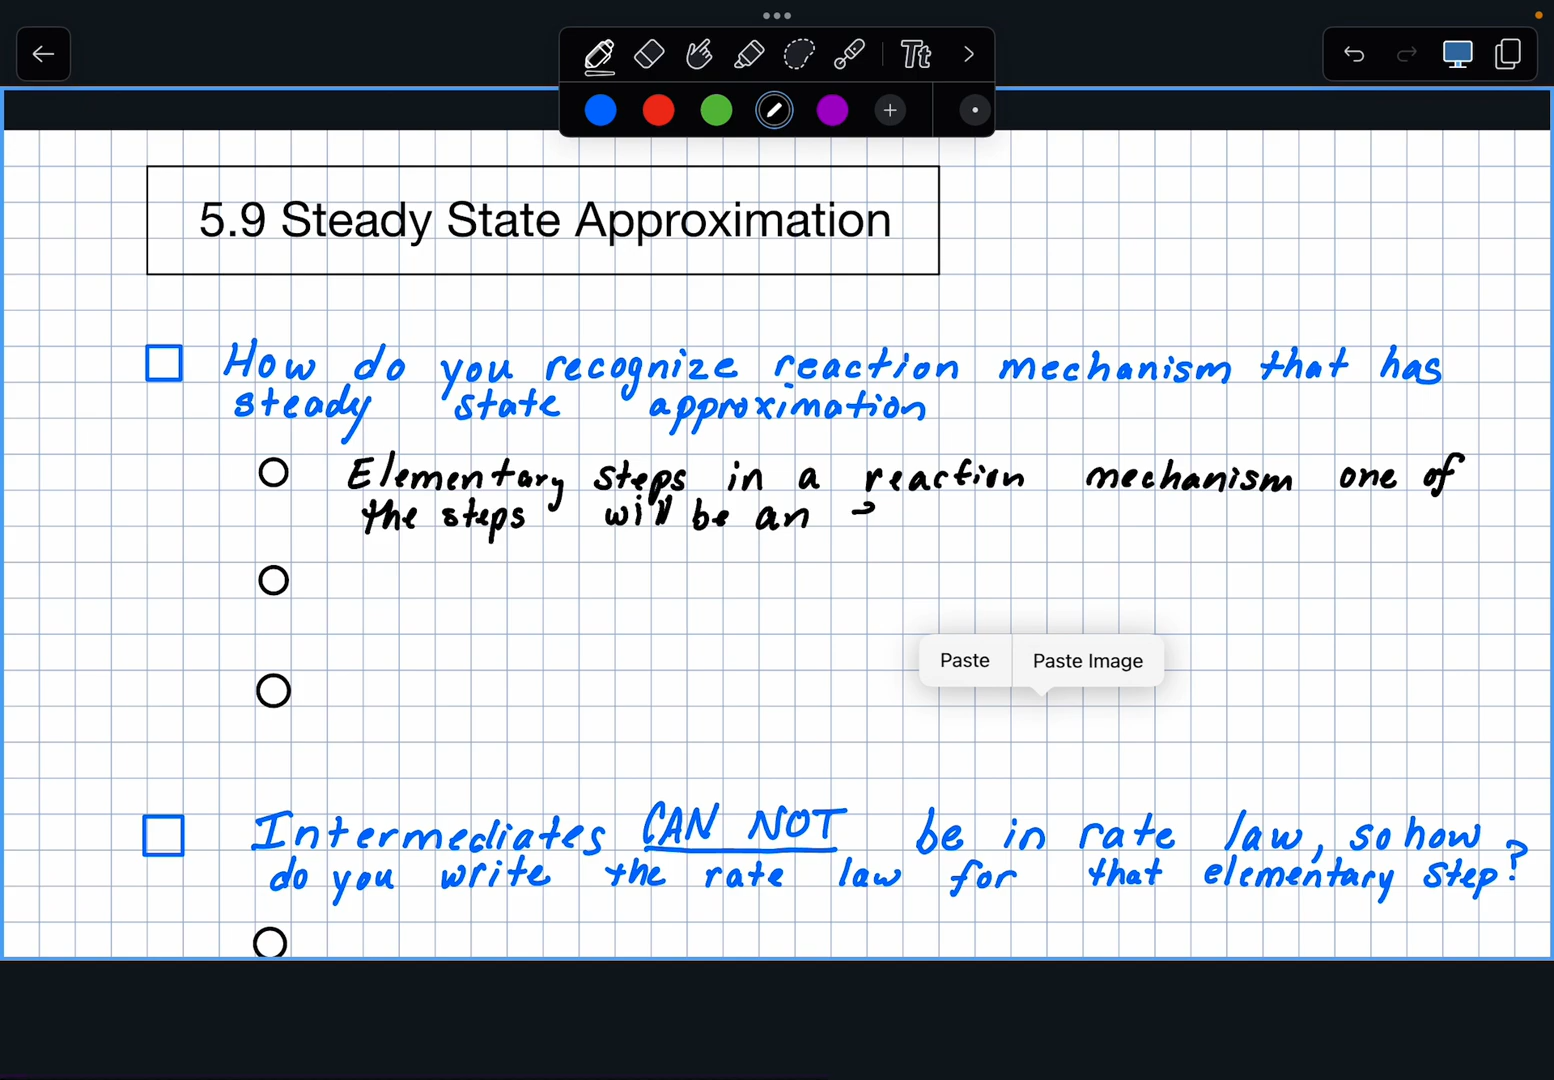 Tt
5.9 Steady State Approximation
How do you recognize reaction mechanism that has
steady state approximation
Elementary steps in a reaction mechanism one of
the steps will be an
Paste Paste Image
Intermediates CAN NOT be in rate law, so how
do you write the rate law for that elementary step?